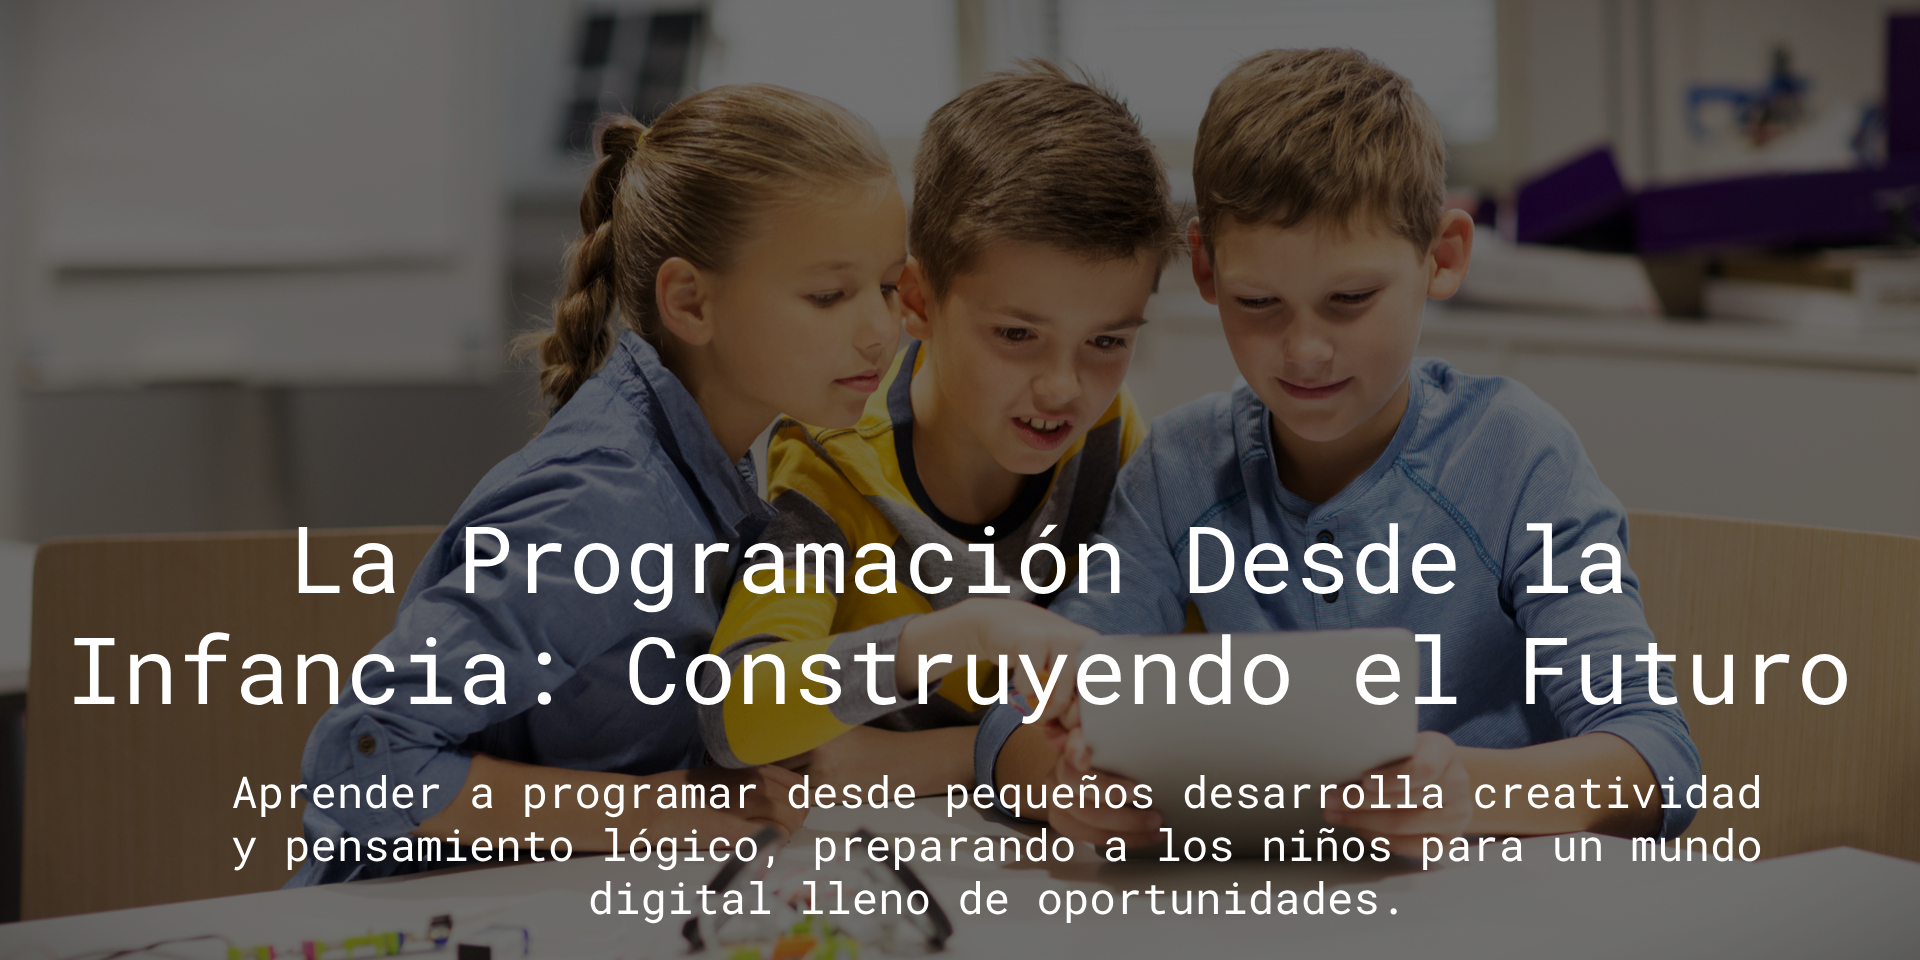 La Programación Desde la
Infancia: Construyendo el Futuro
Aprender a programar desde pequeños desarrolla creatividad
y pensamiento lógico, preparando a los niños para un mundo
digital lleno de oportunidades.